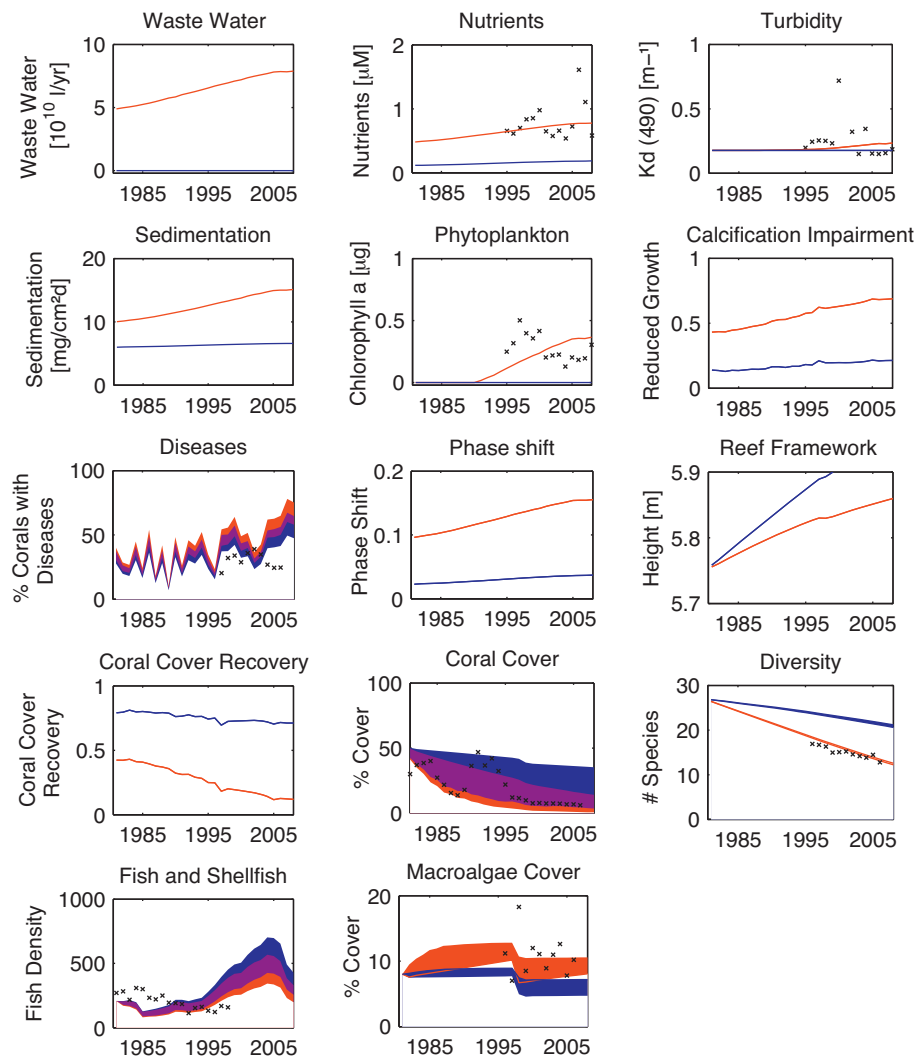 Waste Water
Nutrients
Turbidity
Waste Water
[10¹⁰ l/yr]
10
5
0
1985 1995 2005
Nutrients [µM]
2
1
0
1985 1995 2005
Kd (490) [m−¹]
1
0.5
0
1985 1995 2005
Sedimentation
Phytoplankton
Calcification Impairment
Sedimentation
[mg/cm²d]
20
10
0
1985 1995 2005
Chlorophyll a [µg]
1
0.5
0
1985 1995 2005
Reduced Growth
1
0.5
0
1985 1995 2005
Diseases
Phase shift
Reef Framework
% Corals with
Diseases
100
50
0
1985 1995 2005
Phase Shift
0.2
0.1
0
1985 1995 2005
Height [m]
5.9
5.8
5.7
1985 1995 2005
Coral Cover Recovery
Coral Cover
Diversity
Coral Cover
Recovery
1
0.5
0
1985 1995 2005
% Cover
100
50
0
1985 1995 2005
# Species
30
20
10
0
1985 1995 2005
Fish and Shellfish
Macroalgae Cover
Fish Density
1000
500
0
1985 1995 2005
% Cover
20
10
0
1985 1995 2005